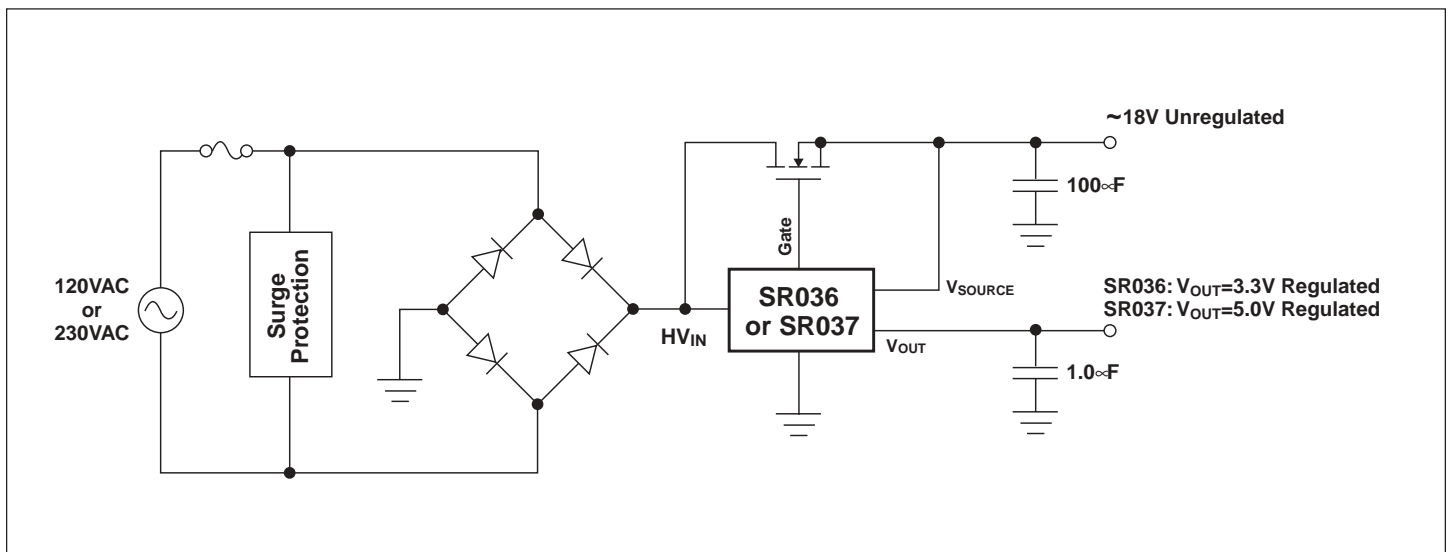 ~18V Unregulated
100∝F
Gate
Surge
Protection
120VAC
or
230VAC
SR036
or SR037
VSOURCE
HVIN
VOUT
SR036: VOUT=3.3V Regulated
SR037: VOUT=5.0V Regulated
1.0∝F